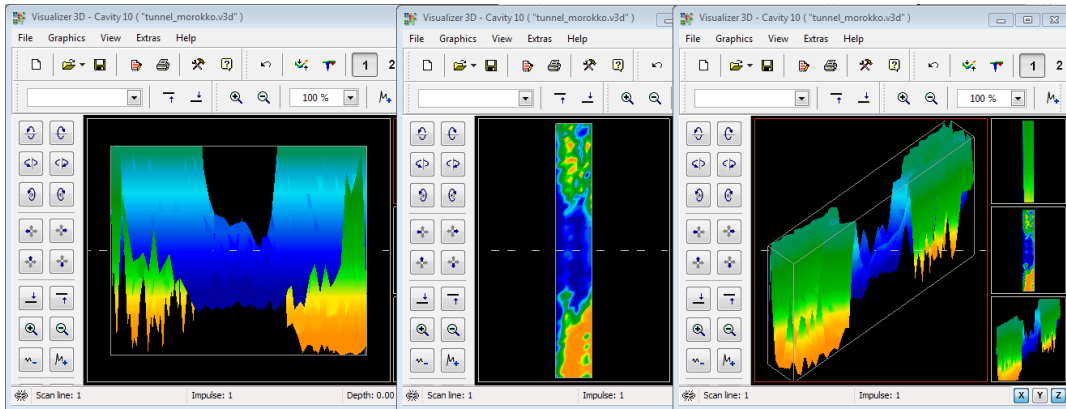 Visualizer 3D - Cavity 10 ( "tunnel_morokko.v3d" )
File Graphics View Extras Help
1 2
100 %
Scan line: 1 Impulse: 1 Depth: 0.00
Visualizer 3D - Cavity 10 ( "tunnel_morokko.v3d" )
File Graphics View Extras Help
Scan line: 1 Impulse: 1
Visualizer 3D - Cavity 10 ( "tunnel_morokko.v3d" )
File Graphics View Extras Help
1 2
100 %
Scan line: 1 Impulse: 1 X Y Z